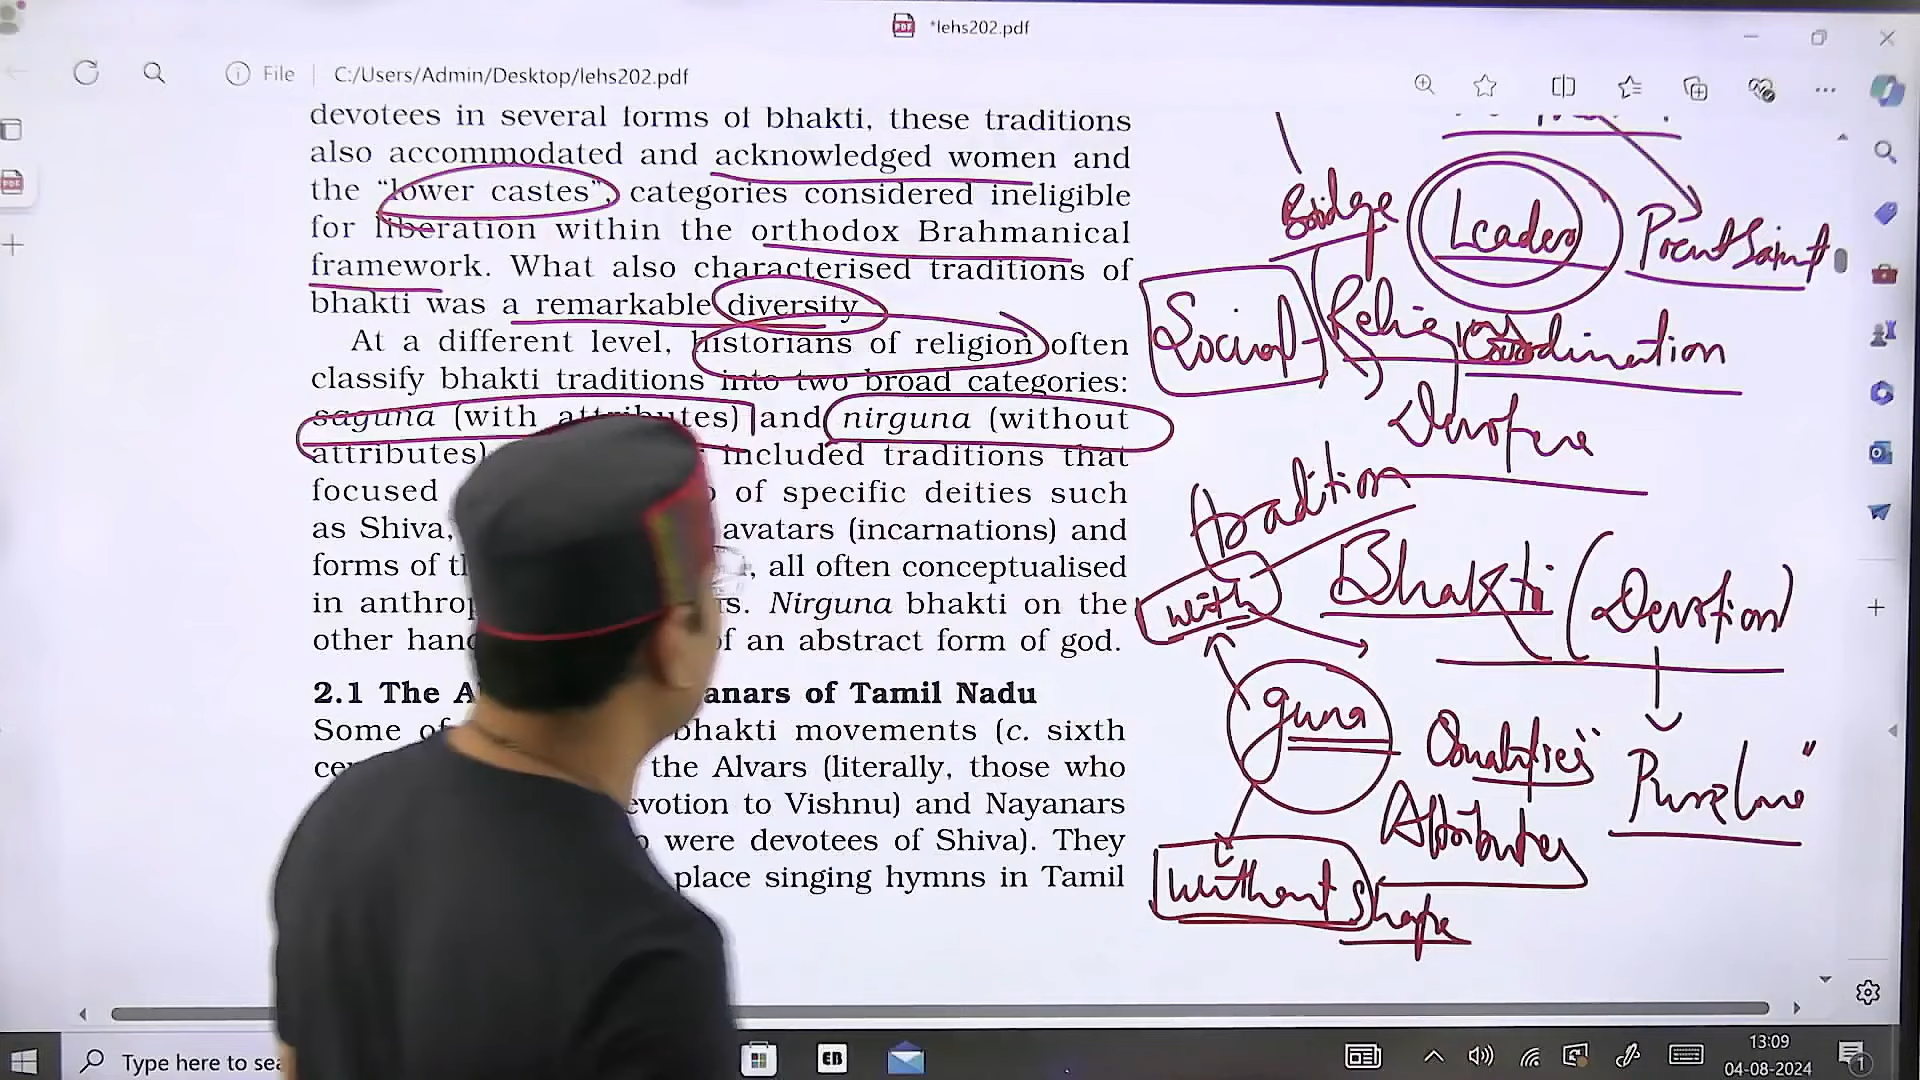 *lehs202.pdf
File
C:/Users/Admin/Desktop/lehs202.pdf
devotees in several forms of bhakti, these traditions
also accommodated and acknowledged women and
the “lower castes”, categories considered ineligible
for liberation within the orthodox Brahmanical
framework. What also characterised traditions of
bhakti was a remarkable diversity.
At a different level, historians of religion often
classify bhakti traditions into two broad categories:
saguna (with attributes) and nirguna (without
attributes) included traditions that
focused of specific deities such
as Shiva, avatars (incarnations) and
forms of , all often conceptualised
in Nirguna bhakti on the
other of an abstract form of god.
2.1 The of Tamil Nadu
Some of bhakti movements (c. sixth
the Alvars (literally, those who
to Vishnu) and Nayanars
were devotees of Shiva). They
place singing hymns in Tamil
Bridge
Leader
Social-
Religious
Coordination
tradition
with
Bhakti (Devotion)
guna
Qualities"
Attributes
Pure love"
without shape
Type here to
EB
13:09
04-08-2024
1